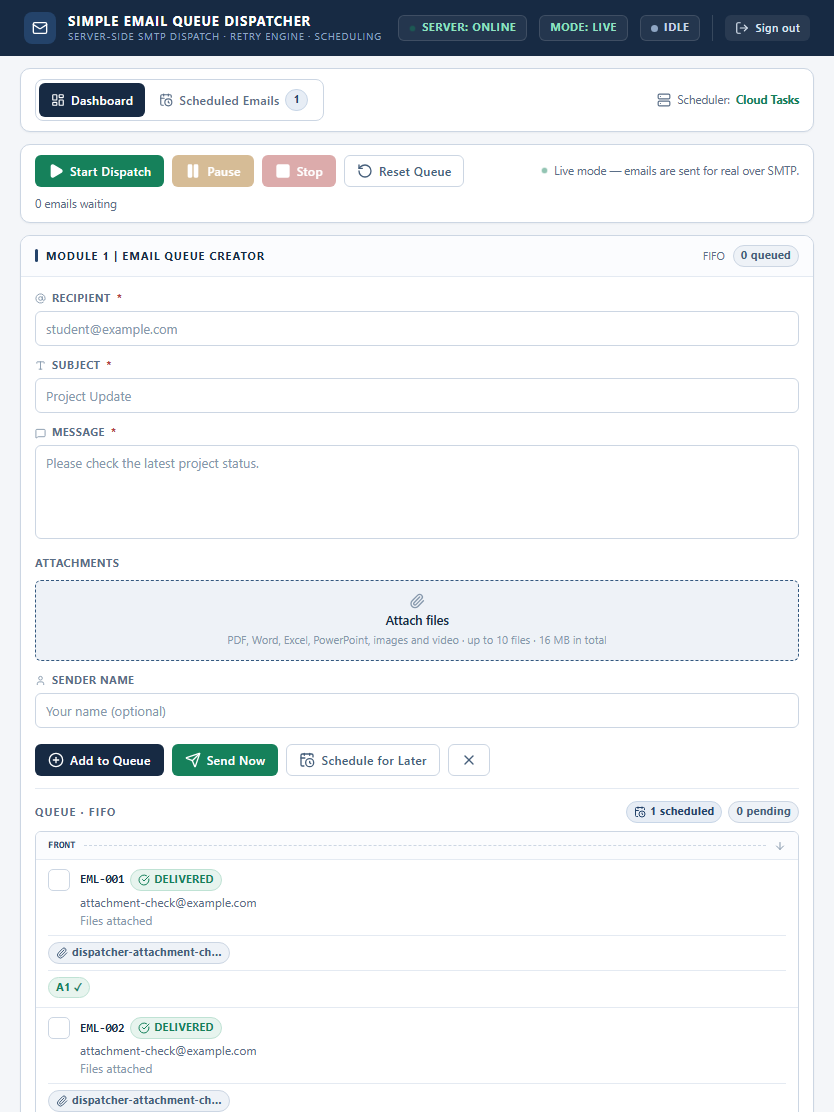 SIMPLE EMAIL QUEUE DISPATCHER
SERVER-SIDE SMTP DISPATCH · RETRY ENGINE · SCHEDULING
SERVER: ONLINE
MODE: LIVE
IDLE
Sign out
Dashboard
Scheduled Emails 1
Scheduler: Cloud Tasks
Start Dispatch
Pause
Stop
Reset Queue
Live mode — emails are sent for real over SMTP.
0 emails waiting
MODULE 1 | EMAIL QUEUE CREATOR
FIFO 0 queued
RECIPIENT *
student@example.com
SUBJECT *
Project Update
MESSAGE *
Please check the latest project status.
ATTACHMENTS
Attach files
PDF, Word, Excel, PowerPoint, images and video · up to 10 files · 16 MB in total
SENDER NAME
Your name (optional)
Add to Queue
Send Now
Schedule for Later
QUEUE · FIFO
1 scheduled
0 pending
FRONT
EML-001 DELIVERED
attachment-check@example.com
Files attached
dispatcher-attachment-ch...
A1 ✓
EML-002 DELIVERED
attachment-check@example.com
Files attached
dispatcher-attachment-ch...